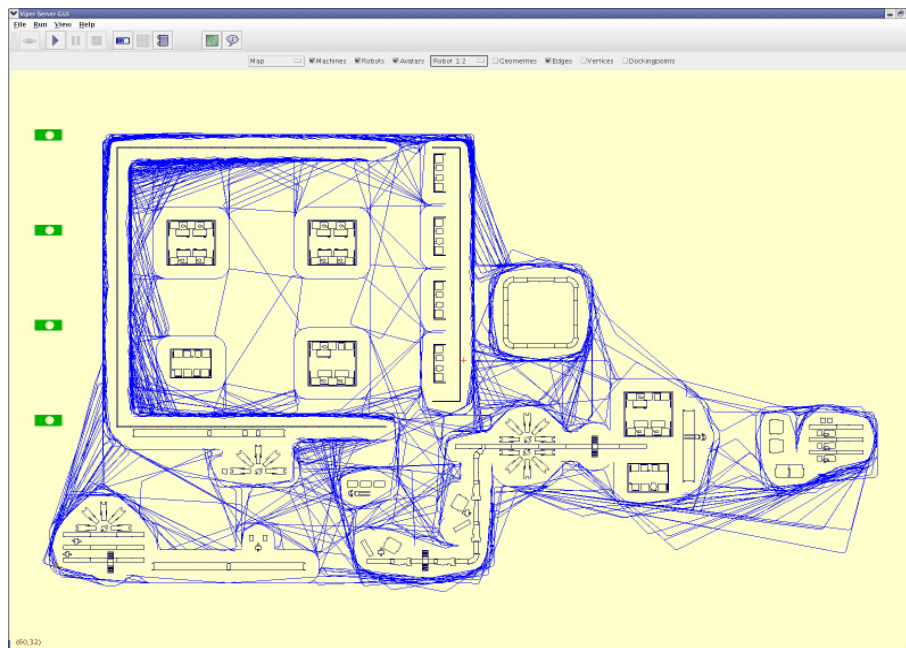 Viper Server GUI
File Run View Help
Map Machines Robots Avatars Robot 1:2 Geometries Edges Vertices Dockingpoints
(60,32)